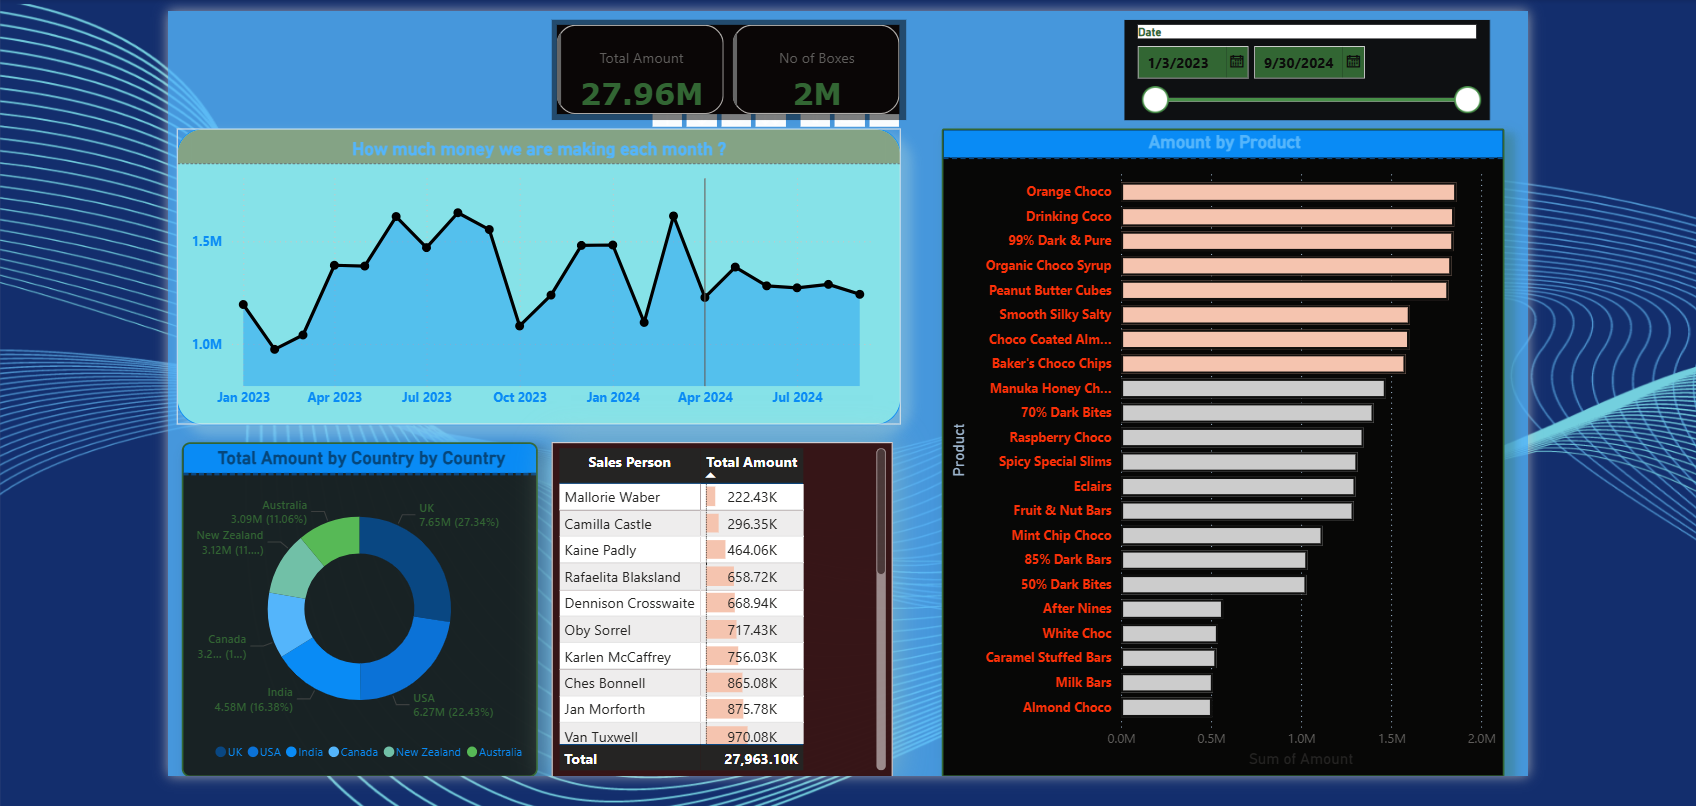 Total Amount
27.96M
No of Boxes
2M
Date
1/3/2023
9/30/2024
How much money we are making each month ?
1.5M
1.0M
Jan 2023
Apr 2023
Jul 2023
Oct 2023
Jan 2024
Apr 2024
Jul 2024
Amount by Product
Product
Orange Choco
Drinking Coco
99% Dark & Pure
Organic Choco Syrup
Peanut Butter Cubes
Smooth Silky Salty
Choco Coated Alm...
Baker's Choco Chips
Manuka Honey Ch...
70% Dark Bites
Raspberry Choco
Spicy Special Slims
Eclairs
Fruit & Nut Bars
Mint Chip Choco
85% Dark Bars
50% Dark Bites
After Nines
White Choc
Caramel Stuffed Bars
Milk Bars
Almond Choco
0.0M
0.5M
1.0M
1.5M
2.0M
Sum of Amount
Total Amount by Country by Country
UK
7.65M (27.34%)
USA
6.27M (22.43%)
India
4.58M (16.38%)
Canada
3.2... (1...)
New Zealand
3.12M (11....)
Australia
3.09M (11.06%)
UK
USA
India
Canada
New Zealand
Australia
Sales Person Total Amount
Mallorie Waber 222.43K
Camilla Castle 296.35K
Kaine Padly 464.06K
Rafaelita Blaksland 658.72K
Dennison Crosswaite 668.94K
Oby Sorrel 717.43K
Karlen McCaffrey 756.03K
Ches Bonnell 865.08K
Jan Morforth 875.78K
Van Tuxwell 970.08K
Total 27,963.10K